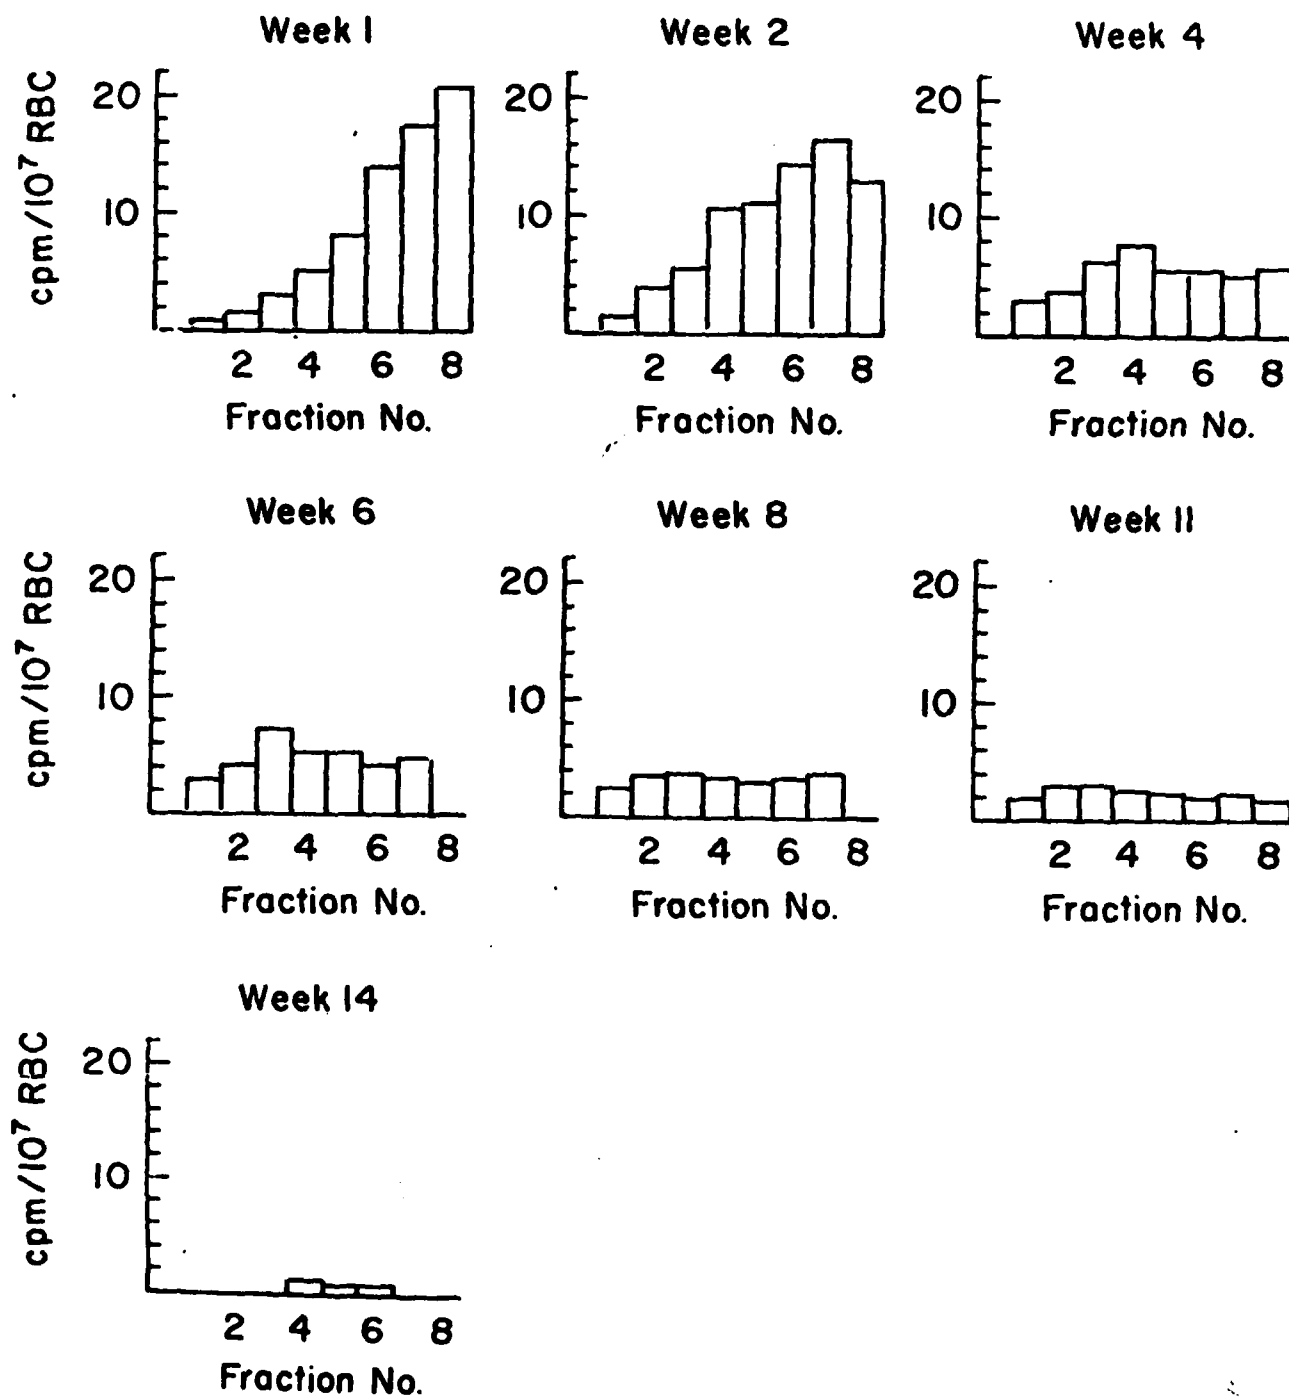 Week 1
Week 2
Week 4
cpm/10⁷ RBC
20
10
20
10
20
10
2 4 6 8
2 4 6 8
2 4 6 8
Fraction No.
Fraction No.
Fraction No.
Week 6
Week 8
Week 11
cpm/10⁷ RBC
20
10
20
10
20
10
2 4 6 8
2 4 6 8
2 4 6 8
Fraction No.
Fraction No.
Fraction No.
Week 14
cpm/10⁷ RBC
20
10
2 4 6 8
Fraction No.